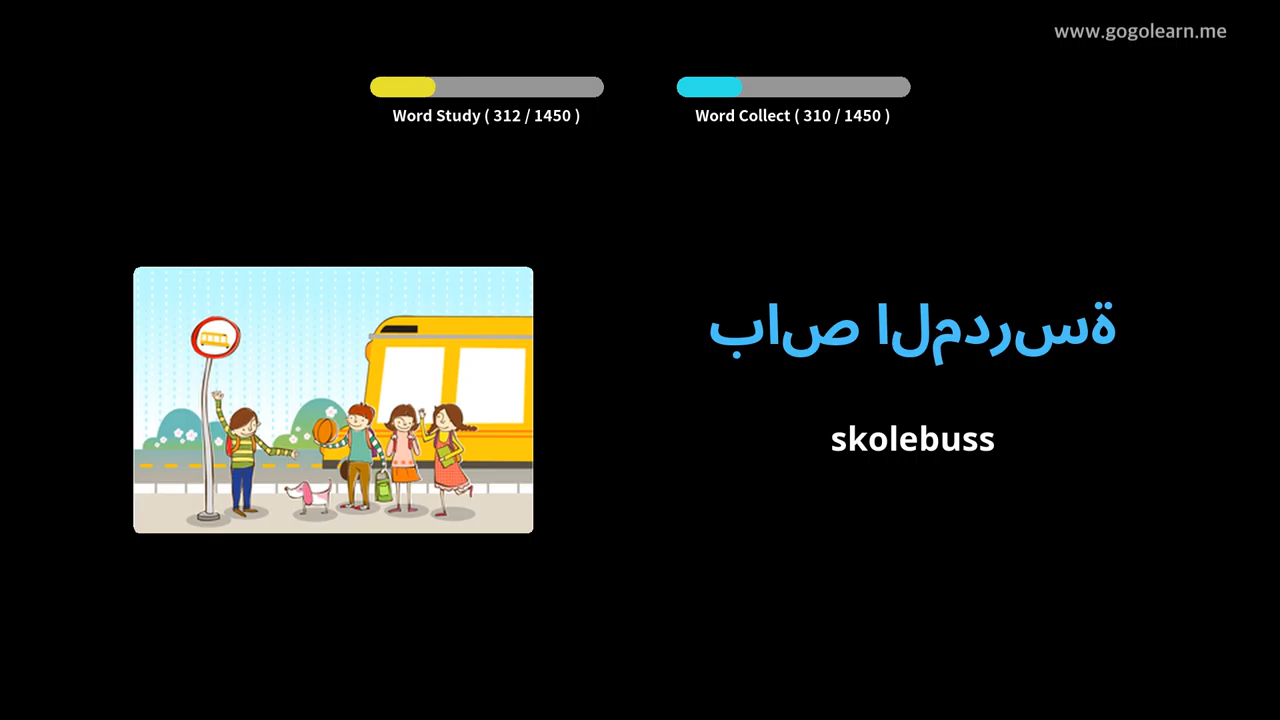 www.gogolearn.me
Word Study ( 312 / 1450 )
Word Collect ( 310 / 1450 )
باص المدرسة
skolebuss